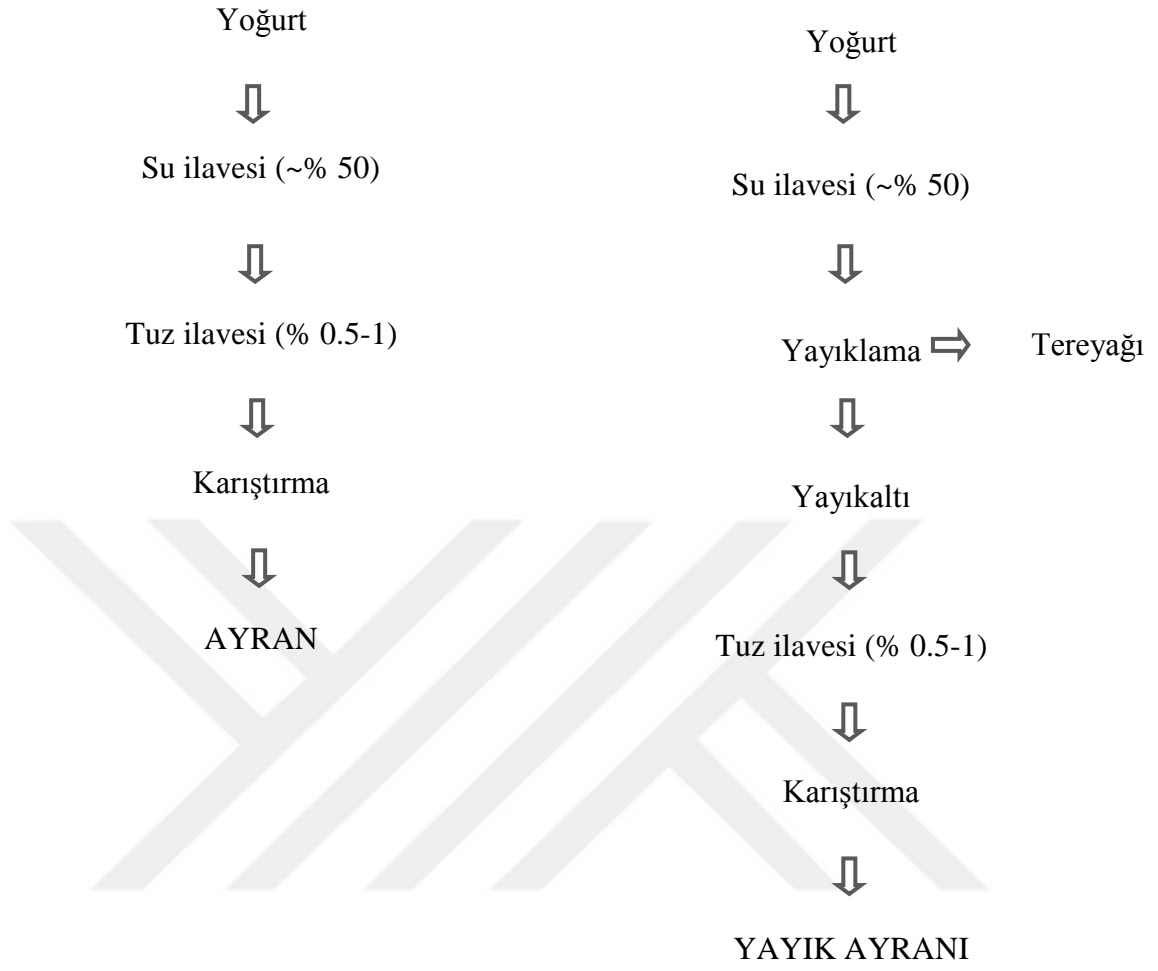 Yoğurt
Su ilavesi (~% 50)
Tuz ilavesi (% 0.5-1)
Karıştırma
AYRAN
Yoğurt
Su ilavesi (~% 50)
Yayıklama
Tereyağı
Yayıkaltı
Tuz ilavesi (% 0.5-1)
Karıştırma
YAYIK AYRANI